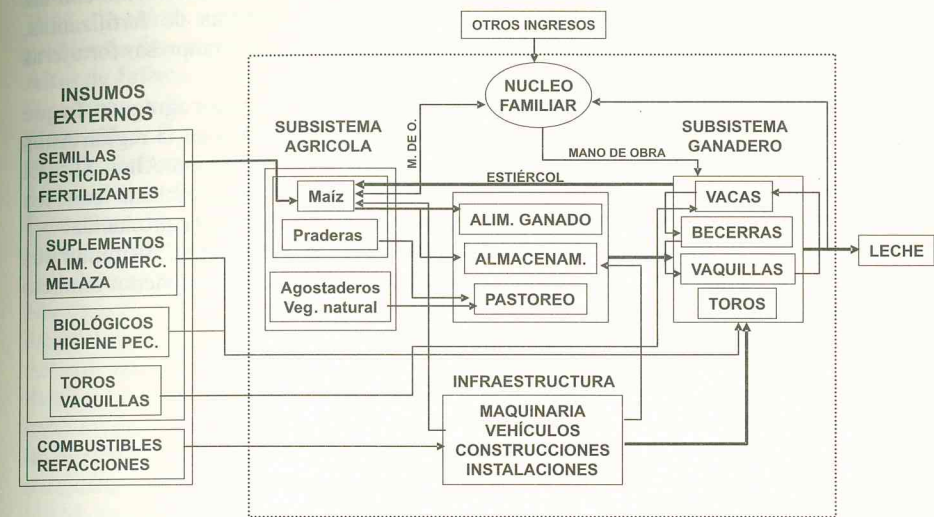 OTROS INGRESOS
NUCLEO
FAMILIAR
INSUMOS
EXTERNOS
SEMILLAS
PESTICIDAS
FERTILIZANTES
SUPLEMENTOS
ALIM. COMERC.
MELAZA
BIOLÓGICOS
HIGIENE PEC.
TOROS
VAQUILLAS
COMBUSTIBLES
REFACCIONES
SUBSISTEMA
AGRICOLA
M. DE O.
MANO DE OBRA
SUBSISTEMA
GANADERO
ESTIÉRCOL
Maíz
Praderas
Agostaderos
Veg. natural
ALIM. GANADO
ALMACENAM.
PASTOREO
VACAS
BECERRAS
VAQUILLAS
TOROS
LECHE
INFRAESTRUCTURA
MAQUINARIA
VEHÍCULOS
CONSTRUCCIONES
INSTALACIONES